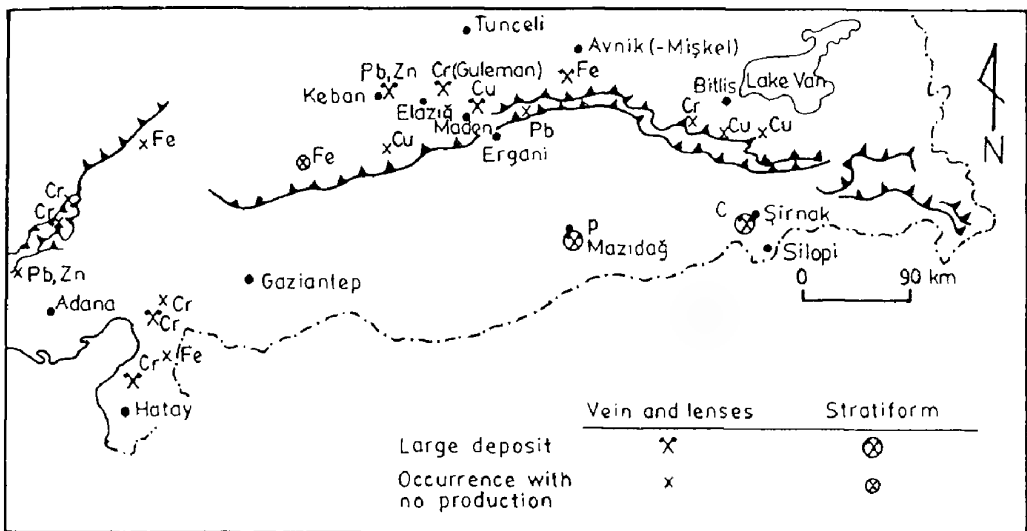 Tunçeli
Avnik (-Mişkel)
Pb, Zn
Cr(Guleman)
Fe
Bitlis
Lake Van
Keban
Cu
Elazığ
Maden
Pb
Ergani
Cr
Cu
Cu
Fe
Fe
Cu
N
Cr
Cr
C
Şirnak
P
Mazıdağ
Silopi
Pb, Zn
Gaziantep
0 90 km
Adana
Cr
Cr
Fe
Cr
Hatay
Vein and lenses Stratiform
Large deposit
Occurrence with
no production